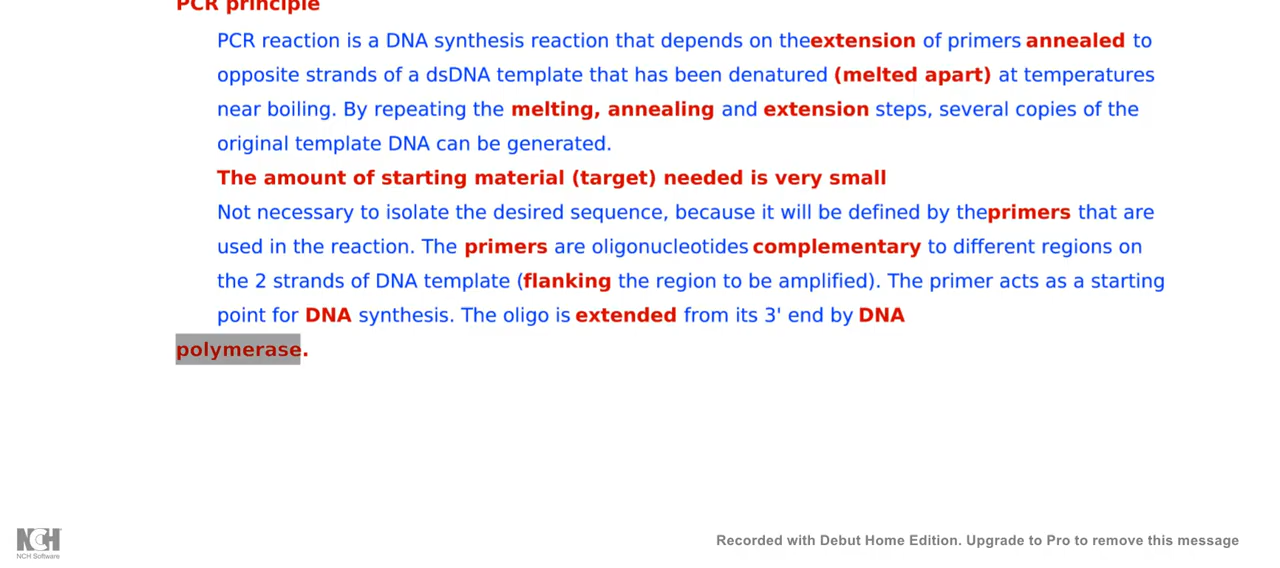 PCR principle
PCR reaction is a DNA synthesis reaction that depends on theextension of primers annealed to
opposite strands of a dsDNA template that has been denatured (melted apart) at temperatures
near boiling. By repeating the melting, annealing and extension steps, several copies of the
original template DNA can be generated.
The amount of starting material (target) needed is very small
Not necessary to isolate the desired sequence, because it will be defined by theprimers that are
used in the reaction. The primers are oligonucleotides complementary to different regions on
the 2 strands of DNA template (flanking the region to be amplified). The primer acts as a starting
point for DNA synthesis. The oligo is extended from its 3' end by DNA
polymerase.
NCH
NCH Software
Recorded with Debut Home Edition. Upgrade to Pro to remove this message